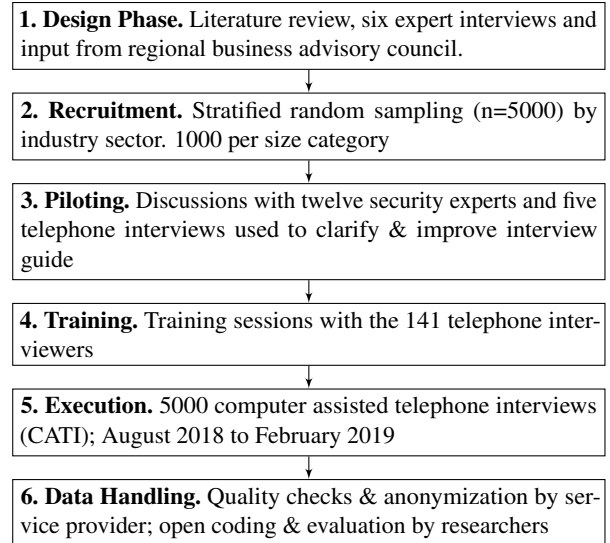 1. Design Phase. Literature review, six expert interviews and
input from regional business advisory council.
2. Recruitment. Stratified random sampling (n=5000) by
industry sector. 1000 per size category
3. Piloting. Discussions with twelve security experts and five
telephone interviews used to clarify & improve interview
guide
4. Training. Training sessions with the 141 telephone inter-
viewers
5. Execution. 5000 computer assisted telephone interviews
(CATI); August 2018 to February 2019
6. Data Handling. Quality checks & anonymization by ser-
vice provider; open coding & evaluation by researchers